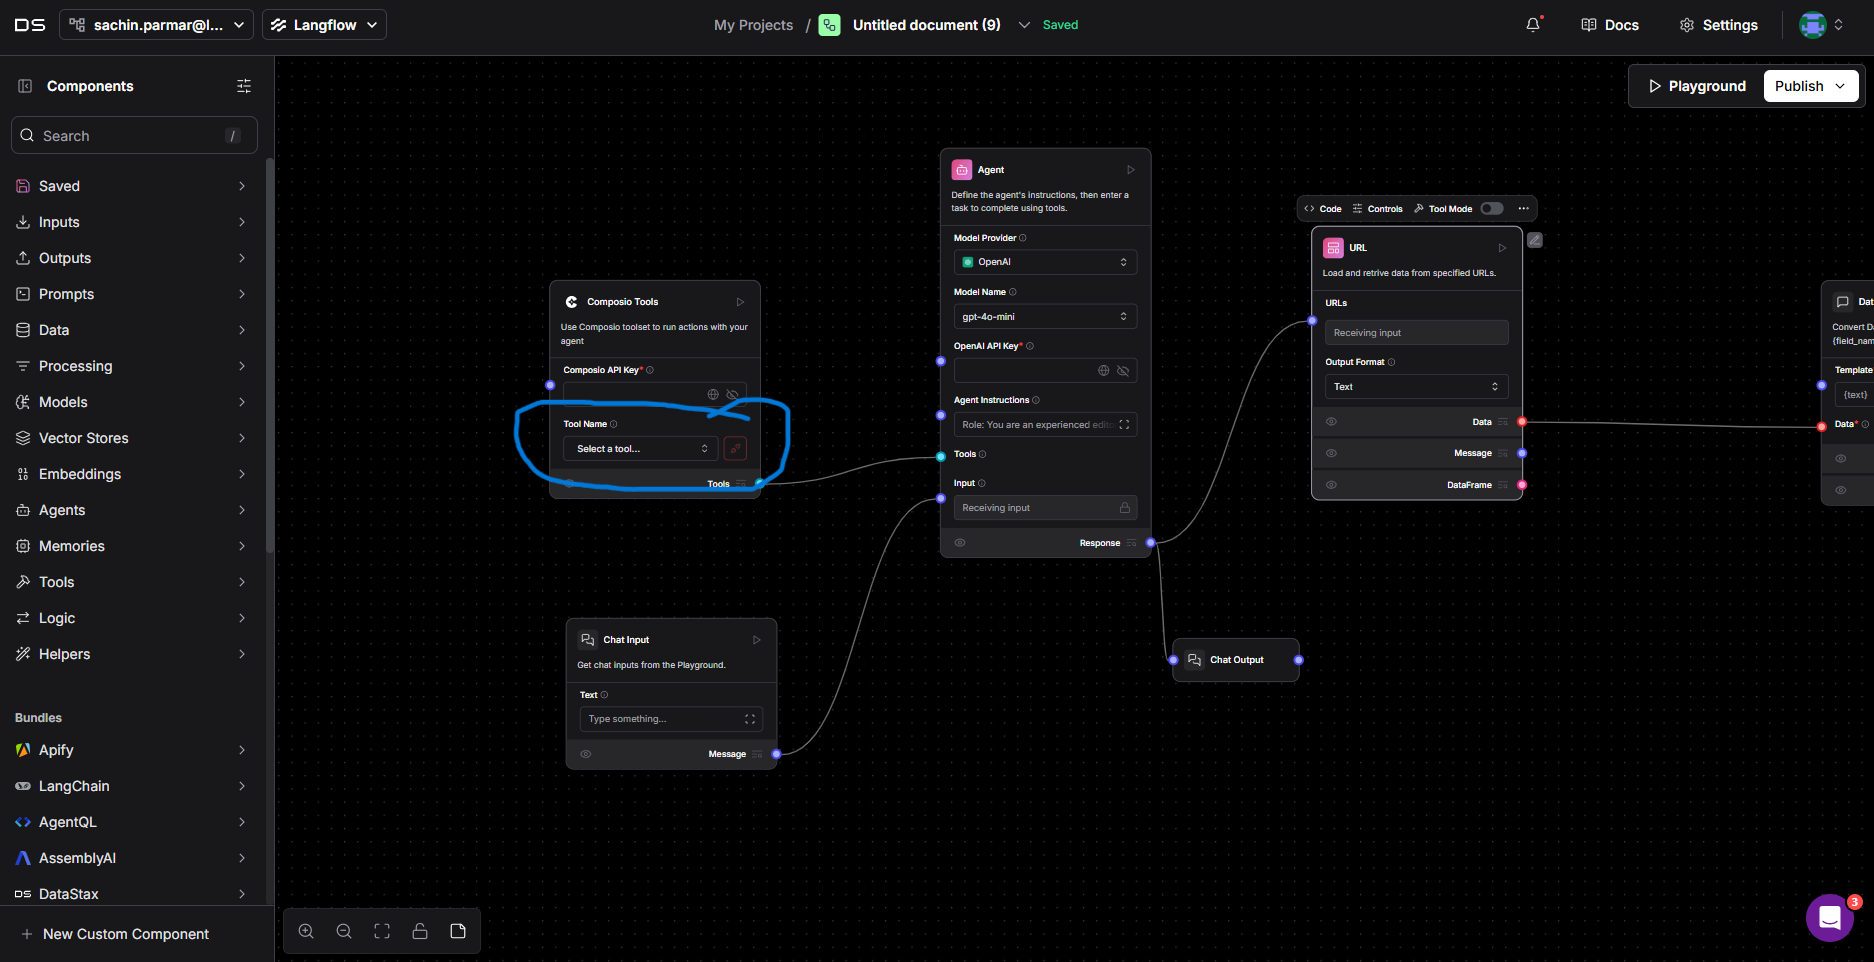 DS
sachin.parmar@l...
Langflow
My Projects / Untitled document (9)
Saved
Docs
Settings
Components
Search
/
Saved
Inputs
Outputs
Prompts
Data
Processing
Models
Vector Stores
Embeddings
Agents
Memories
Tools
Logic
Helpers
Bundles
Apify
LangChain
AgentQL
AssemblyAI
DS DataStax
New Custom Component
Playground
Publish
Composio Tools
Use Composio toolset to run actions with your
agent
Composio API Key*
Tool Name
Select a tool...
Tools
Chat Input
Get chat inputs from the Playground.
Text
Type something...
Message
Agent
Define the agent's instructions, then enter a
task to complete using tools.
Model Provider
OpenAI
Model Name
gpt-4o-mini
OpenAI API Key*
Agent Instructions
Role: You are an experienced edito
Tools
Input
Receiving input
Response
Chat Output
Code
Controls
Tool Mode
URL
Load and retrive data from specified URLs.
URLs
Receiving input
Output Format
Text
Data
Message
DataFrame
Dat
Convert D
{field_nam
Template
{text}
Data*
3